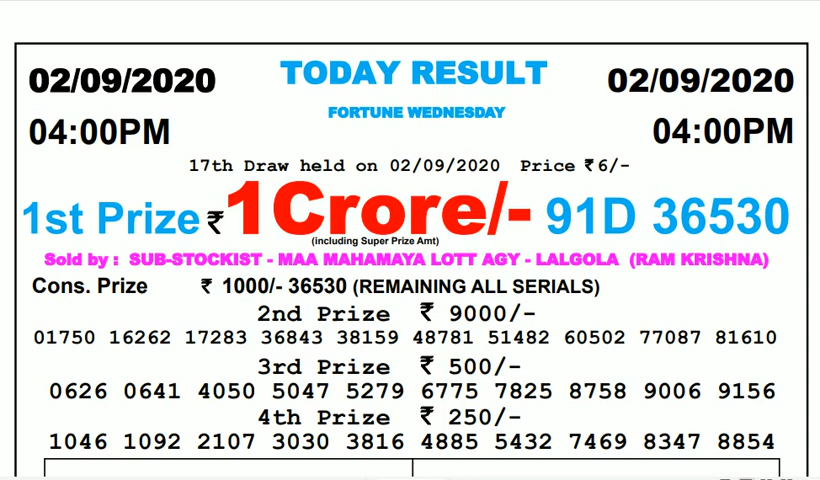 02/09/2020 TODAY RESULT 02/09/2020
FORTUNE WEDNESDAY
04:00PM 04:00PM
17th Draw held on 02/09/2020 Price ₹6/-
1st Prize ₹1Crore/- 91D 36530
(including Super Prize Amt)
Sold by : SUB-STOCKIST - MAA MAHAMAYA LOTT AGY - LALGOLA (RAM KRISHNA)
Cons. Prize ₹ 1000/- 36530 (REMAINING ALL SERIALS)
2nd Prize ₹ 9000/-
01750 16262 17283 36843 38159 48781 51482 60502 77087 81610
3rd Prize ₹ 500/-
0626 0641 4050 5047 5279 6775 7825 8758 9006 9156
4th Prize ₹ 250/-
1046 1092 2107 3030 3816 4885 5432 7469 8347 8854